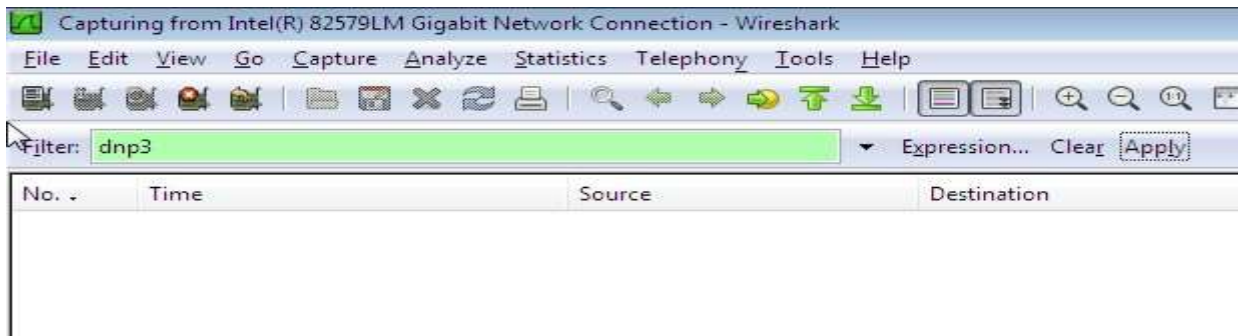 Capturing from Intel(R) 82579LM Gigabit Network Connection - Wireshark
File Edit View Go Capture Analyze Statistics Telephony Tools Help
Filter: dnp3 Expression... Clear Apply
No. Time Source Destination